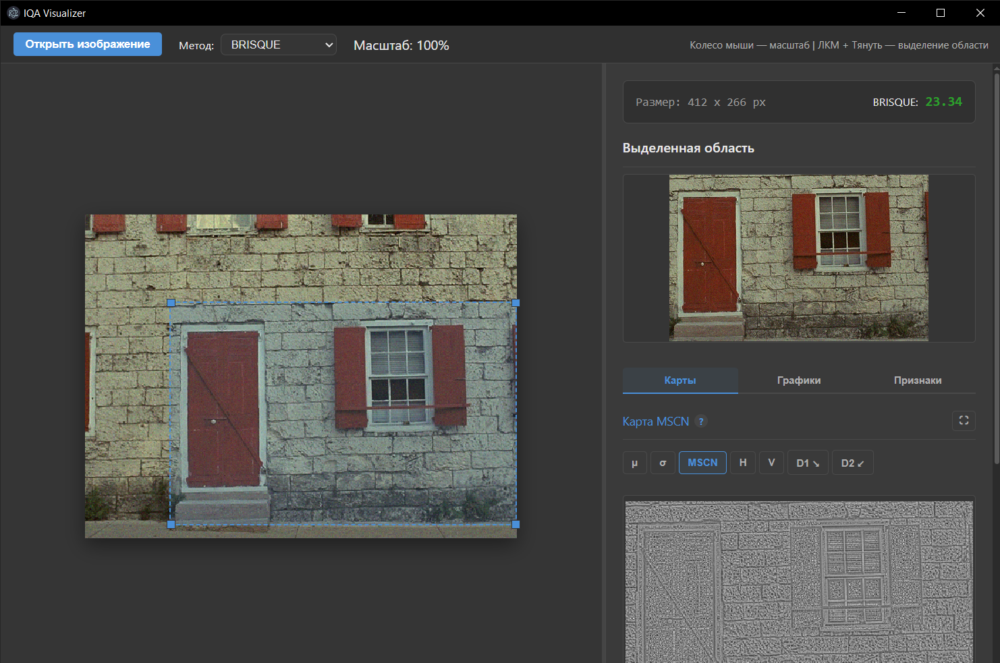 IQA Visualizer
Открыть изображение Метод: BRISQUE Масштаб: 100% Колесо мыши — масштаб | ЛКМ + Тянуть — выделение области
Размер: 412 x 266 px BRISQUE: 23.34
Выделенная область
Карты Графики Признаки
Карта MSCN ?
μ σ MSCN H V D1 ↘ D2 ↙